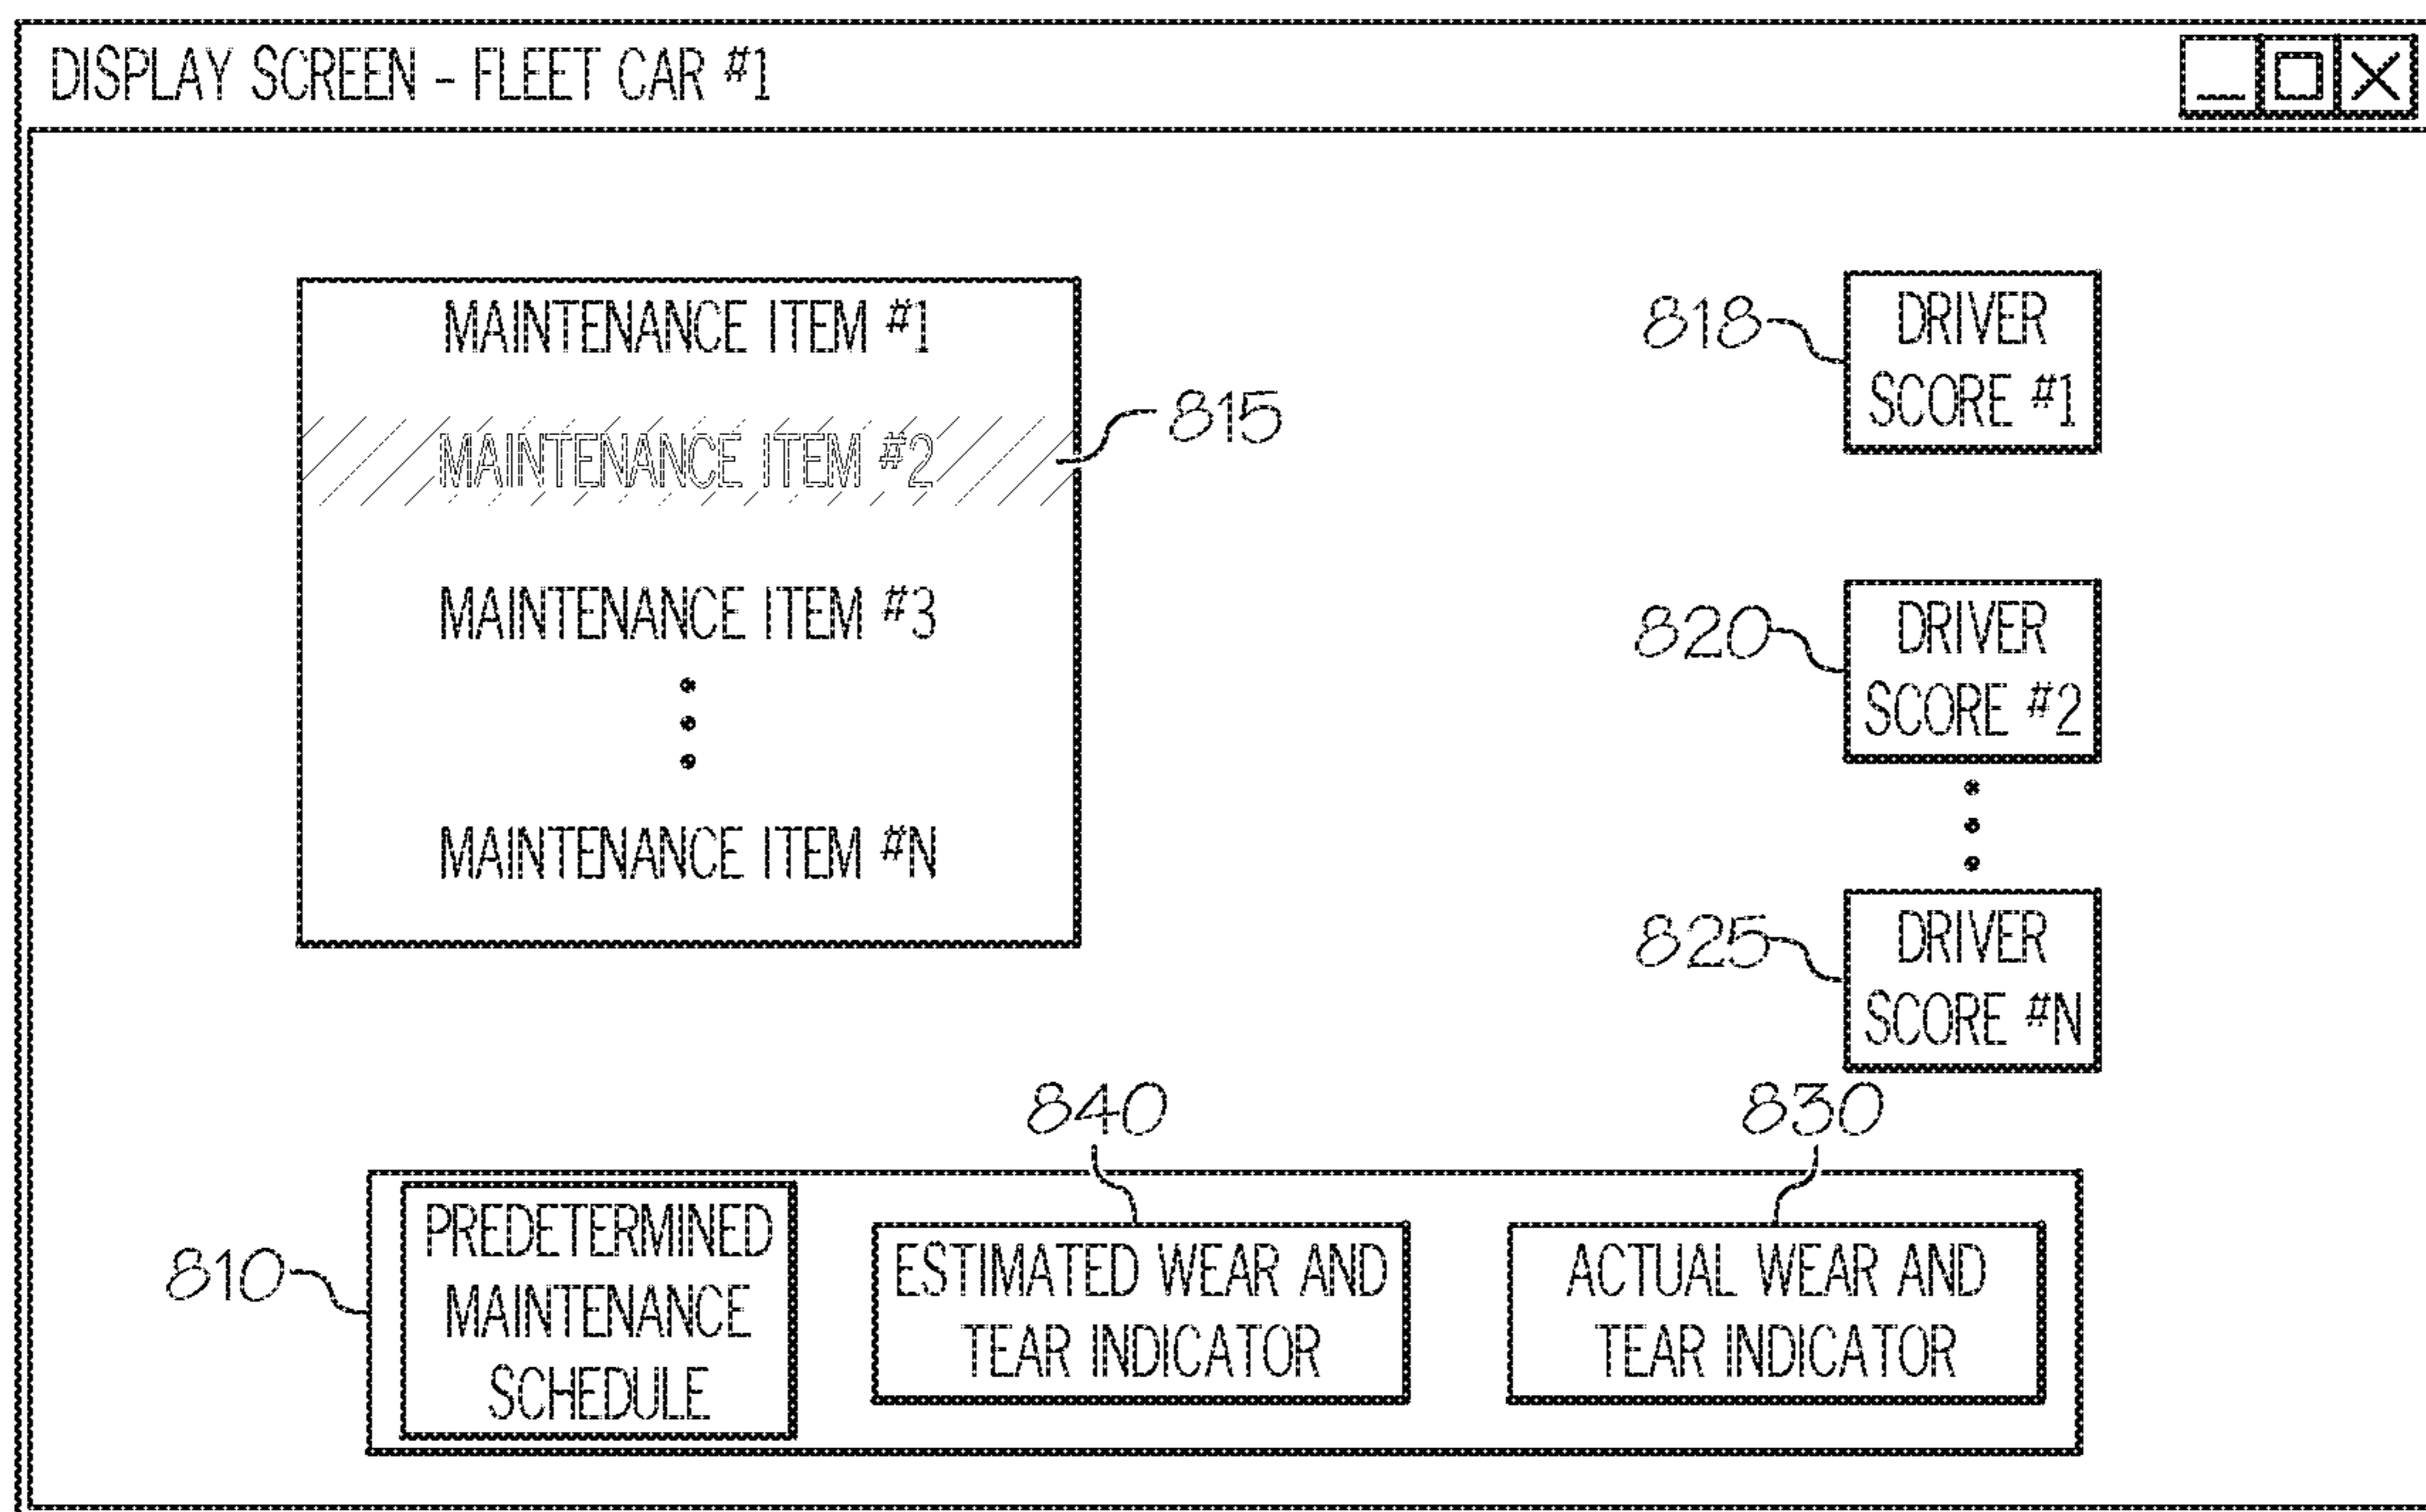 DISPLAY SCREEN - FLEET CAR #1
MAINTENANCE ITEM #1
MAINTENANCE ITEM #2
815
MAINTENANCE ITEM #3
MAINTENANCE ITEM #N
818
DRIVER
SCORE #1
820
DRIVER
SCORE #2
825
DRIVER
SCORE #N
810
PREDETERMINED
MAINTENANCE
SCHEDULE
840
ESTIMATED WEAR AND
TEAR INDICATOR
830
ACTUAL WEAR AND
TEAR INDICATOR